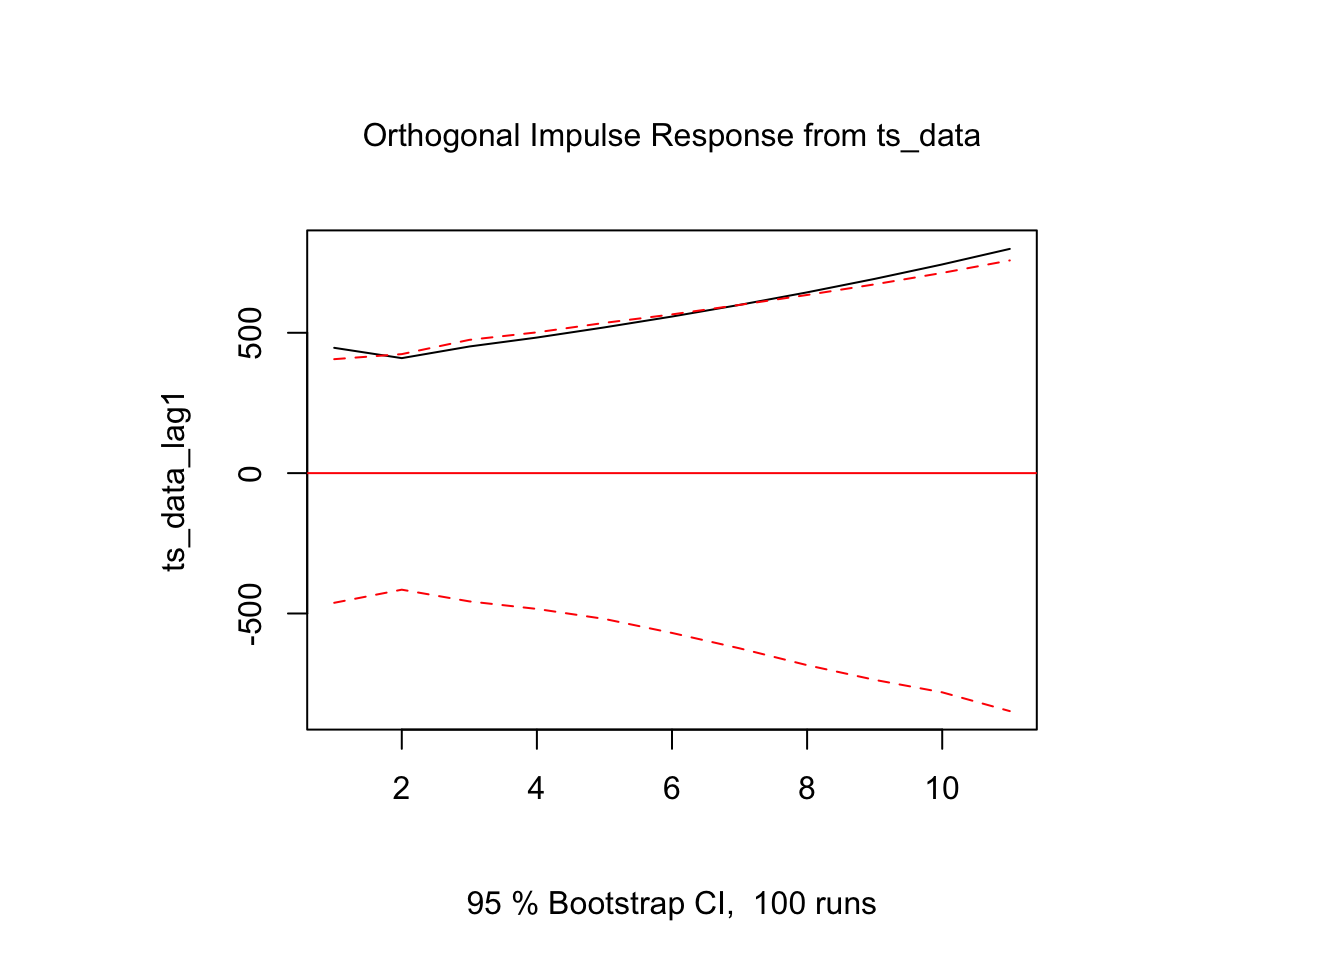 Orthogonal Impulse Response from ts_data
ts_data_lag1
500
0
-500
2 4 6 8 10
95 % Bootstrap CI,  100 runs